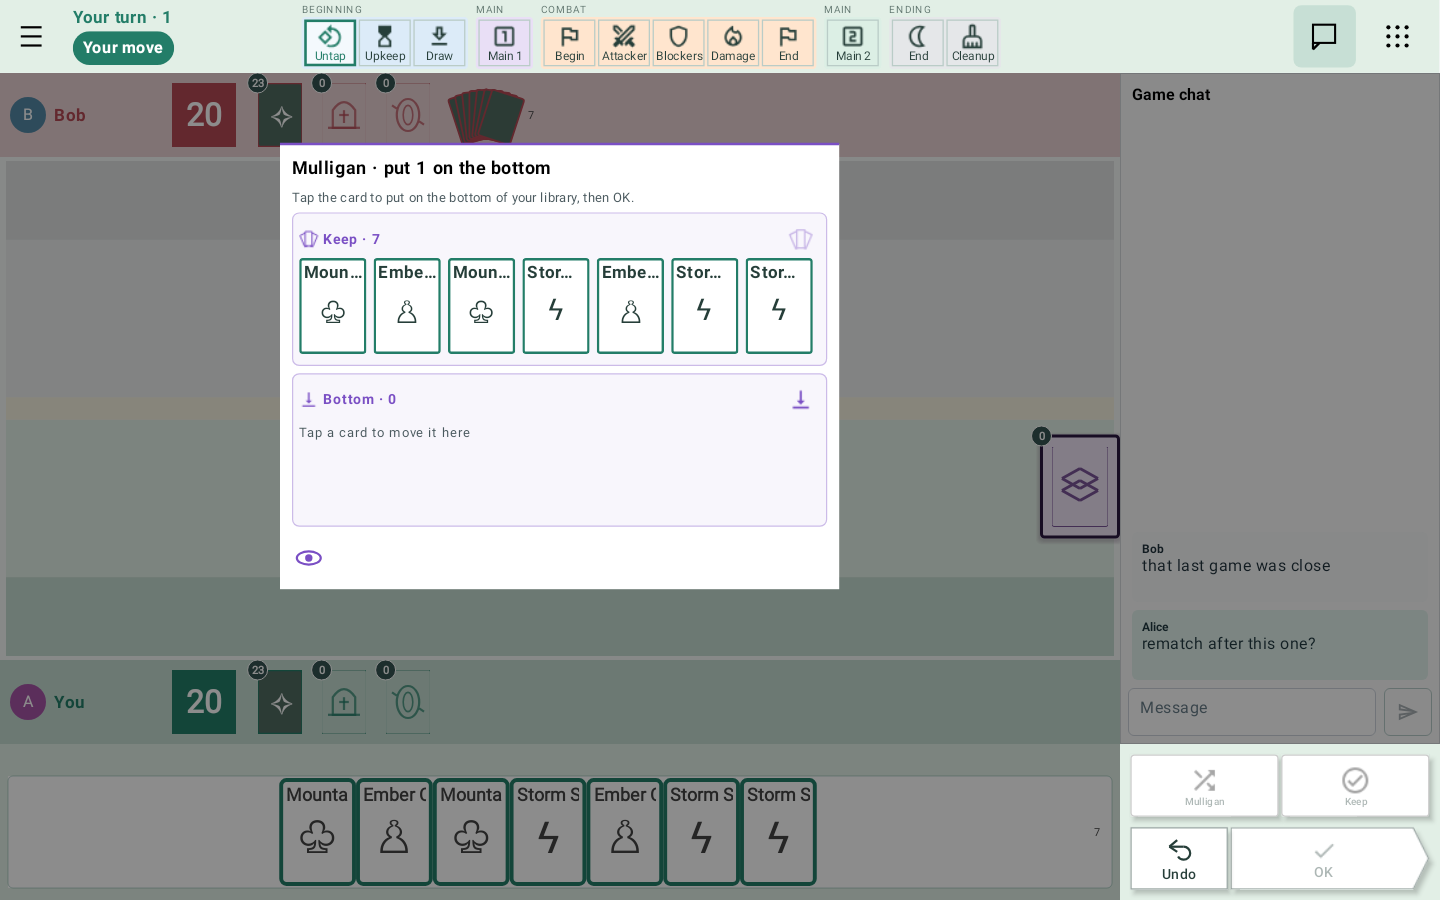 Your turn · 1
Your move
BEGINNING
MAIN
COMBAT
MAIN
ENDING
Untap
Upkeep
Draw
1
Main 1
Begin
Attacker
Blockers
Damage
End
2
Main 2
End
Cleanup
Game chat
B
Bob
20
23
0
0
7
Mulligan · put 1 on the bottom
Tap the card to put on the bottom of your library, then OK.
Keep · 7
Moun...
Embe...
Moun...
Stor...
Embe...
Stor...
Stor...
Bottom · 0
Tap a card to move it here
0
Bob
that last game was close
Alice
rematch after this one?
Message
A
You
20
23
0
0
Mounta
Ember C
Mounta
Storm S
Ember C
Storm S
Storm S
7
Mulligan
Keep
Undo
OK